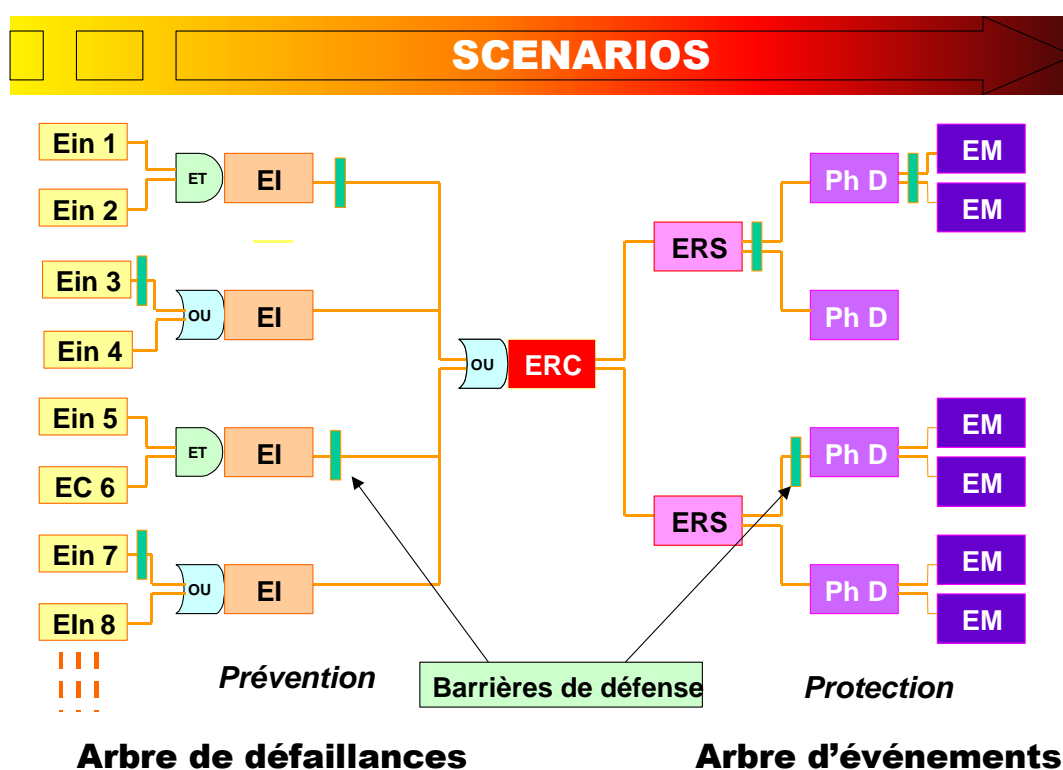 SCENARIOS
Ein 1
Ein 2
ET
EI
Ein 3
Ein 4
OU
EI
Ein 5
EC 6
ET
EI
Ein 7
EIn 8
OU
EI
OU
ERC
ERS
Ph D
EM
EM
Ph D
ERS
Ph D
EM
EM
Ph D
EM
EM
Prévention
Barrières de défense
Protection
Arbre de défaillances
Arbre d’événements